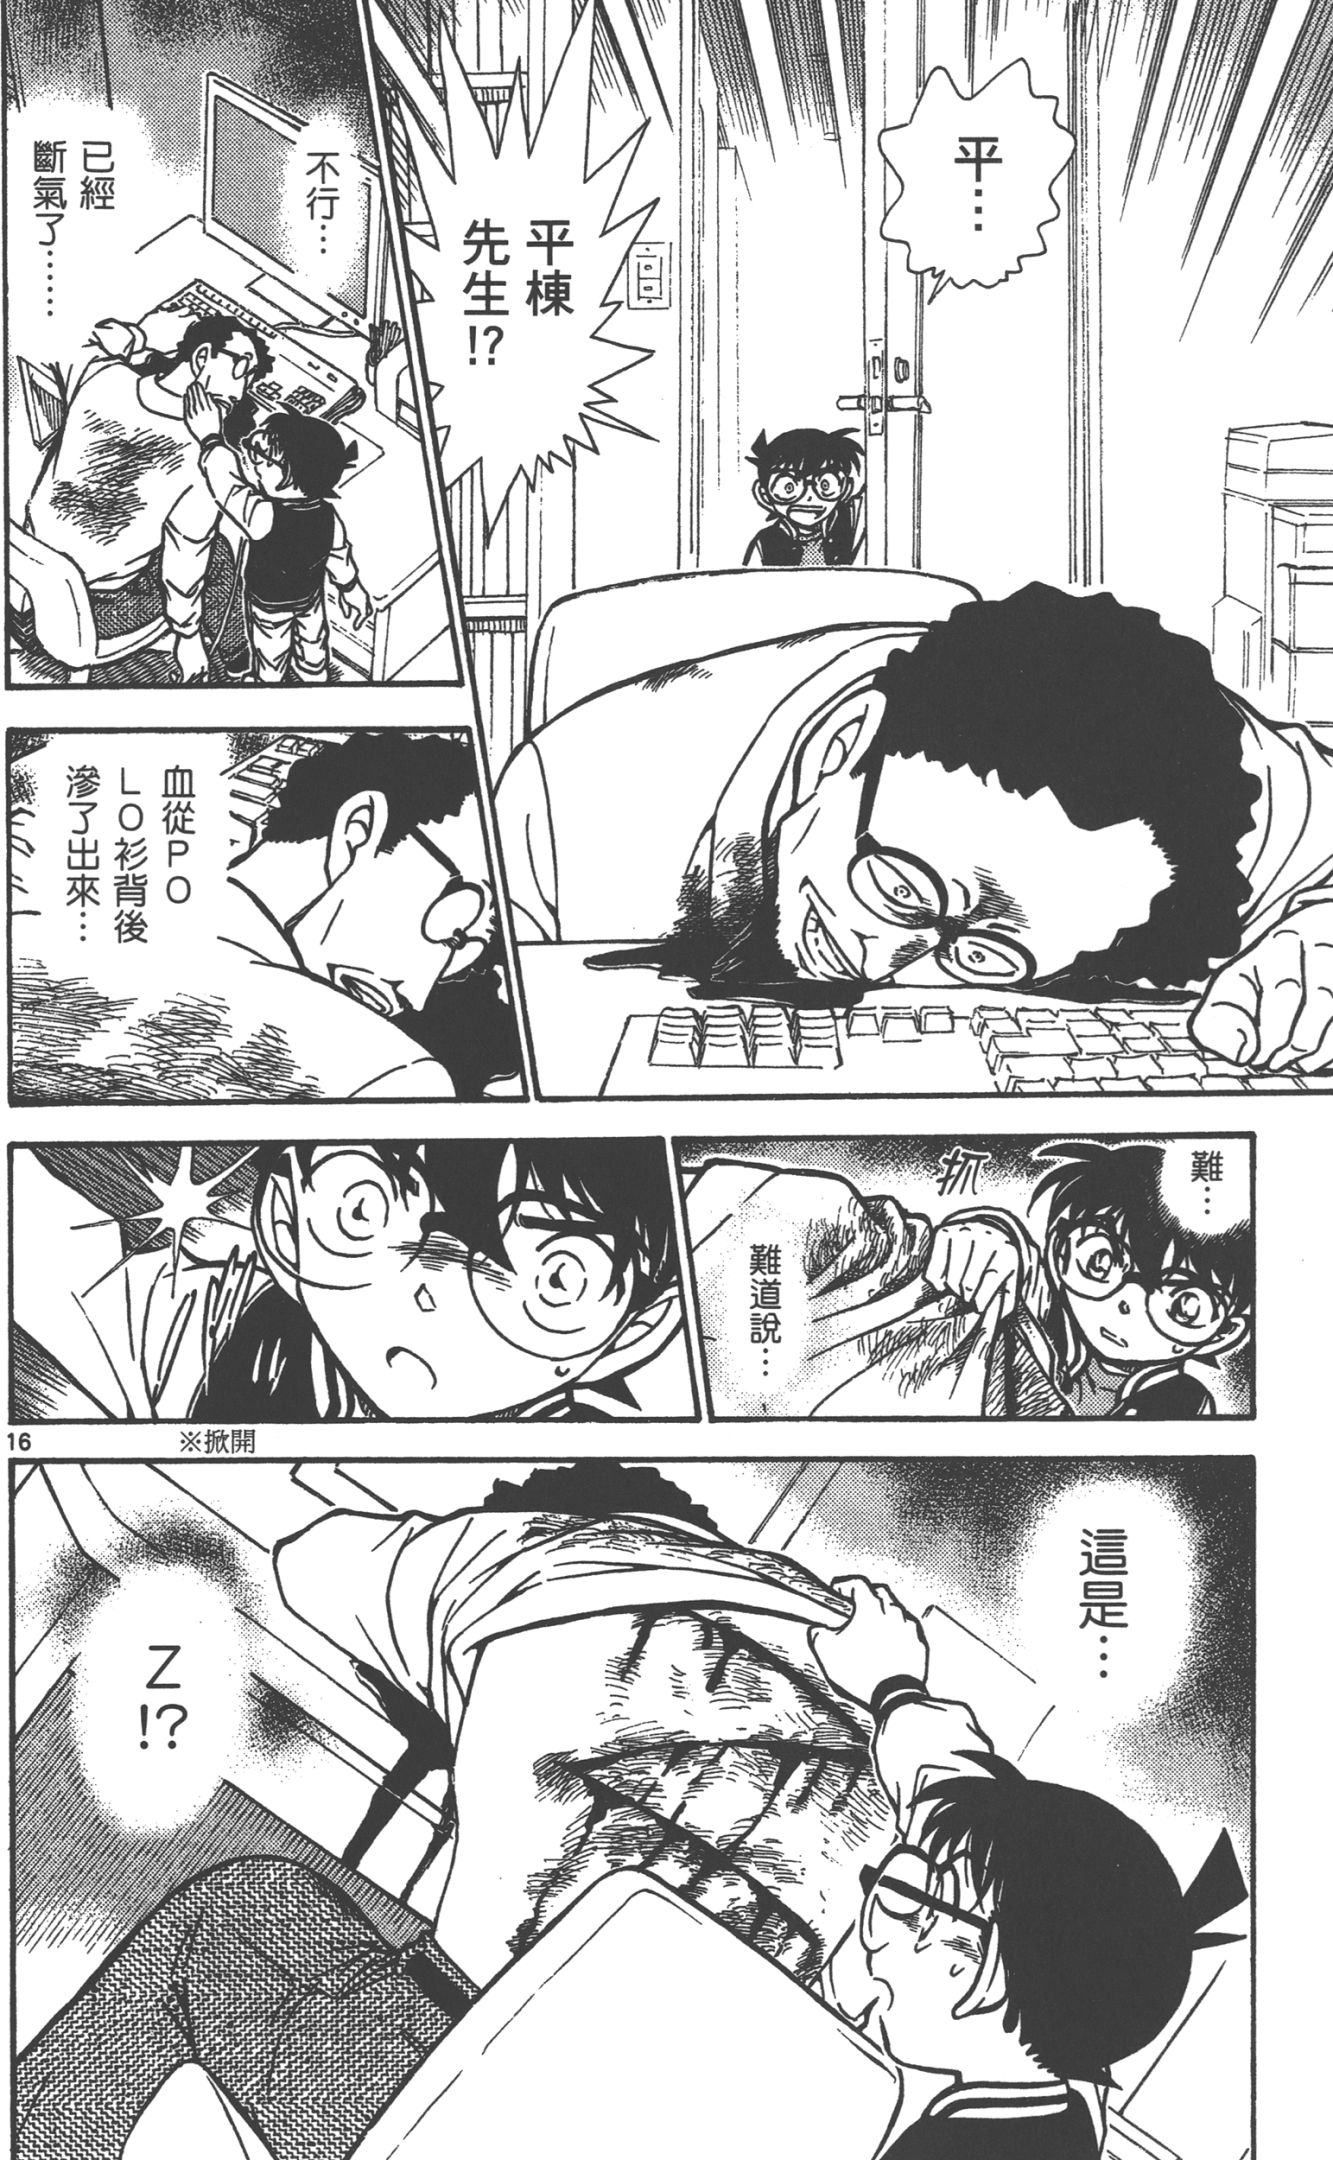 平…
平棟
先生!?
不行…
已經
斷氣了……
血從PO
LO衫背後
滲了出來…
難…
抓
難道說…
※掀開
16
這是…
Z
!?